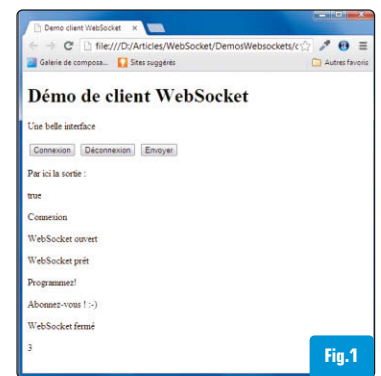 Demo client WebSocket
file:///D:/Articles/WebSocket/DemosWebsockets/c
Galerie de composa... Sites suggérés Autres favoris
Démo de client WebSocket
Une belle interface
Connexion Déconnexion Envoyer
Par ici la sortie :
true
Connexion
WebSocket ouvert
WebSocket prêt
Programmez!
Abonnez-vous ! :-)
WebSocket fermé
3
Fig.1